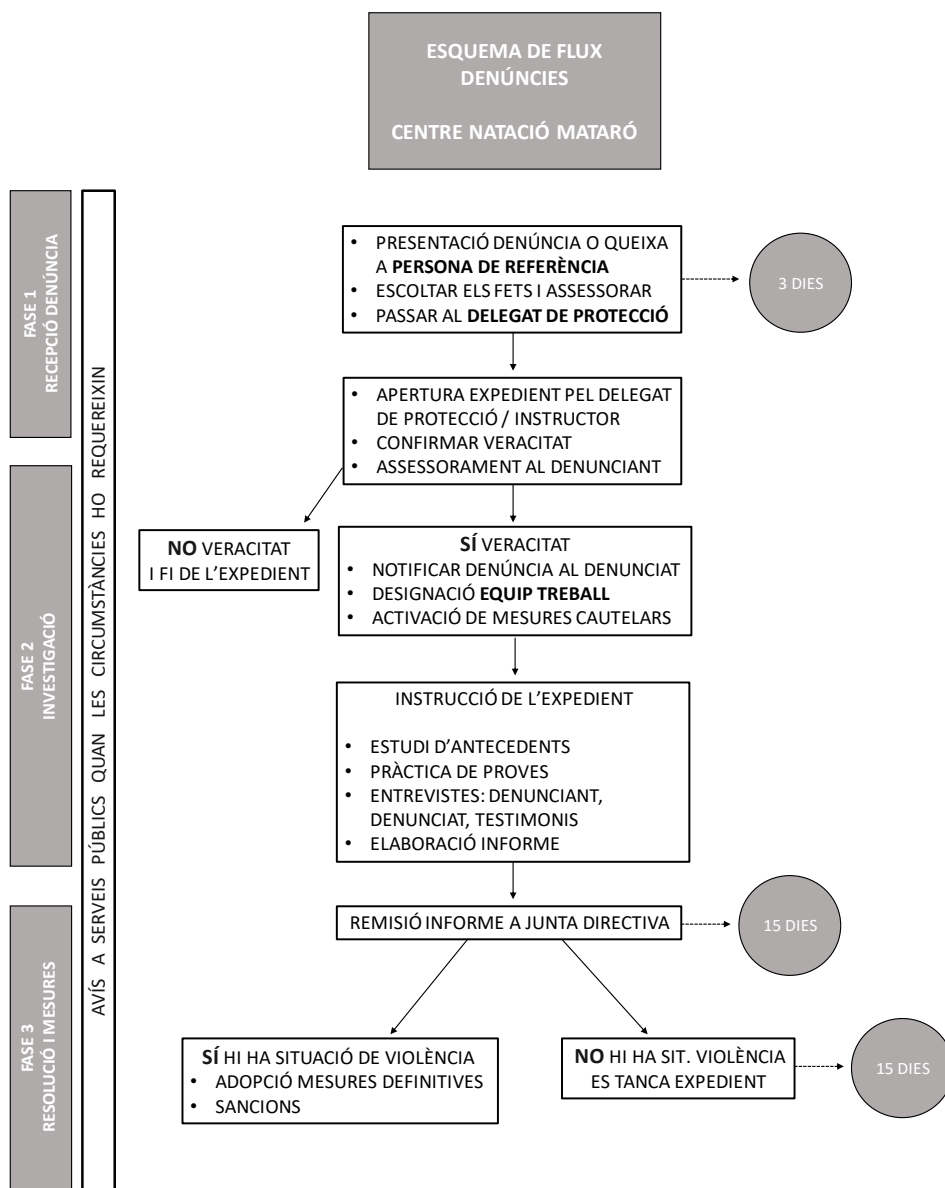 ESQUEMA DE FLUX
DENÚNCIES
CENTRE NATACIÓ MATARÓ
FASE 1
RECEPCIÓ DENÚNCIA
AVÍS A SERVEIS PÚBLICS QUAN LES CIRCUMSTÀNCIES HO REQUEREIXIN
• PRESENTACIÓ DENÚNCIA O QUEIXA
A PERSONA DE REFERÈNCIA
• ESCOLTAR ELS FETS I ASSESSORAR
• PASSAR AL DELEGAT DE PROTECCIÓ
3 DIES
• APERTURA EXPEDIENT PEL DELEGAT
DE PROTECCIÓ / INSTRUCTOR
• CONFIRMAR VERACITAT
• ASSESSORAMENT AL DENUNCIANT
FASE 2
INVESTIGACIÓ
NO VERACITAT
I FI DE L’EXPEDIENT
SÍ VERACITAT
• NOTIFICAR DENÚNCIA AL DENUNCIAT
• DESIGNACIÓ EQUIP TREBALL
• ACTIVACIÓ DE MESURES CAUTELARS
INSTRUCCIÓ DE L’EXPEDIENT
• ESTUDI D’ANTECEDENTS
• PRÀCTICA DE PROVES
• ENTREVISTES: DENUNCIANT,
DENUNCIAT, TESTIMONIS
• ELABORACIÓ INFORME
FASE 3
RESOLUCIÓ I MESURES
REMISIÓ INFORME A JUNTA DIRECTIVA
15 DIES
SÍ HI HA SITUACIÓ DE VIOLÈNCIA
• ADOPCIÓ MESURES DEFINITIVES
• SANCIONS
NO HI HA SIT. VIOLÈNCIA
ES TANCA EXPEDIENT
15 DIES